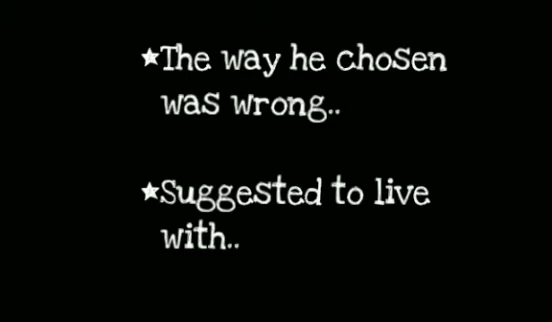 ★The way he chosen
was wrong..
★Suggested to live
with..